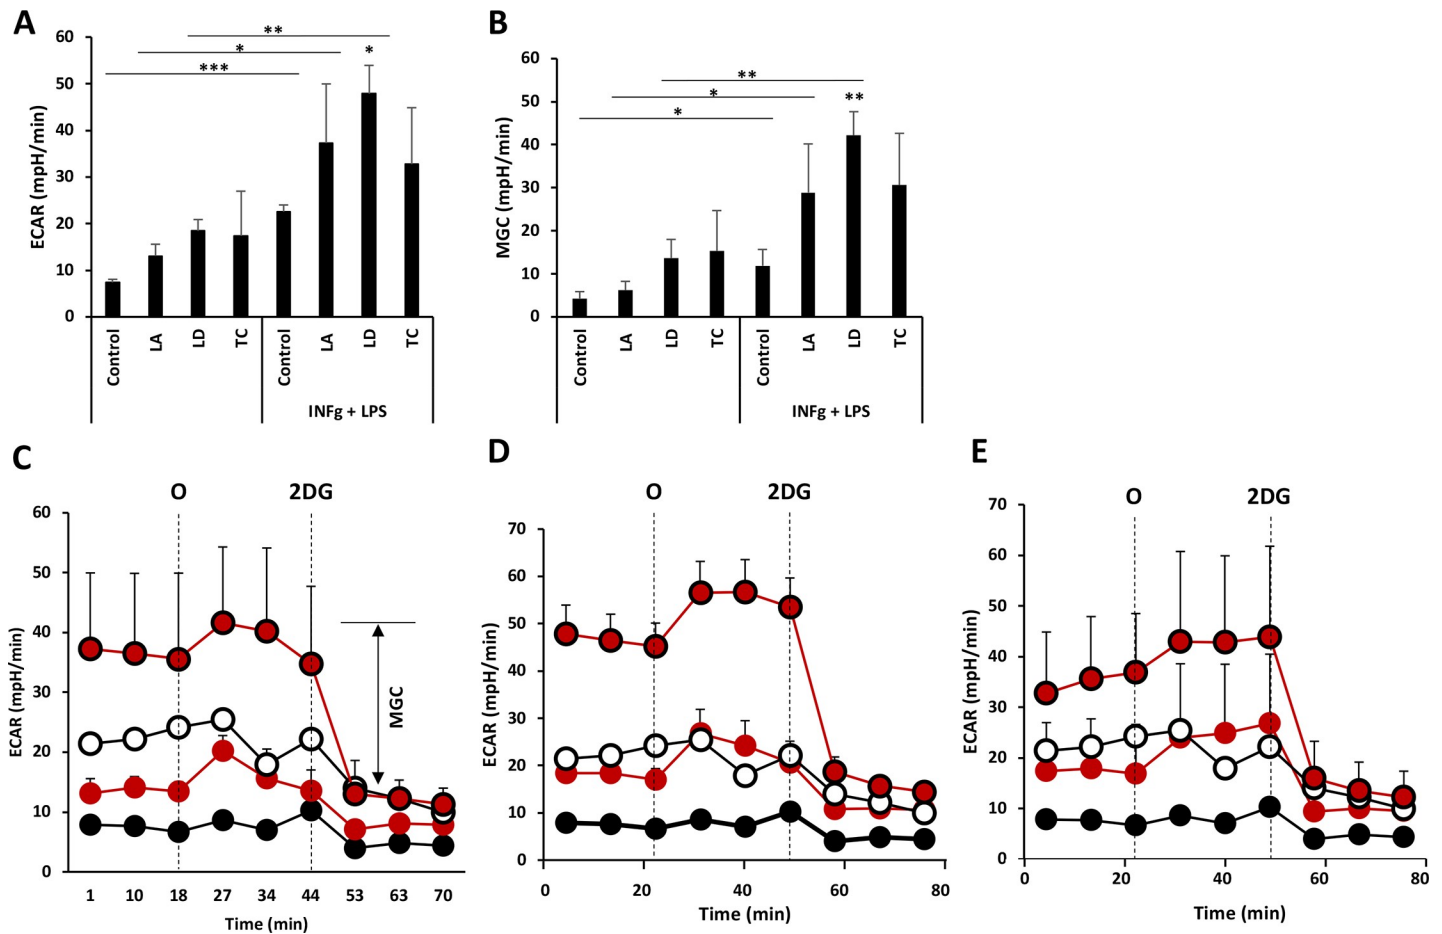 A
ECAR (mpH/min)
60
50
40
30
20
10
0
**
*
*
***
Control
LA
LD
TC
Control
LA
LD
TC
INFg + LPS
B
MGC (mpH/min)
60
50
40
30
20
10
0
**
*
**
*
Control
LA
LD
TC
Control
LA
LD
TC
INFg + LPS
C
O
2DG
ECAR (mpH/min)
60
50
40
30
20
10
0
MGC
1 10 18 27 34 44 53 63 70
Time (min)
D
O
2DG
ECAR (mpH/min)
70
60
50
40
30
20
10
0
0 20 40 60 80
Time (min)
E
O
2DG
ECAR (mpH/min)
70
60
50
40
30
20
10
0
0 20 40 60 80
Time (min)